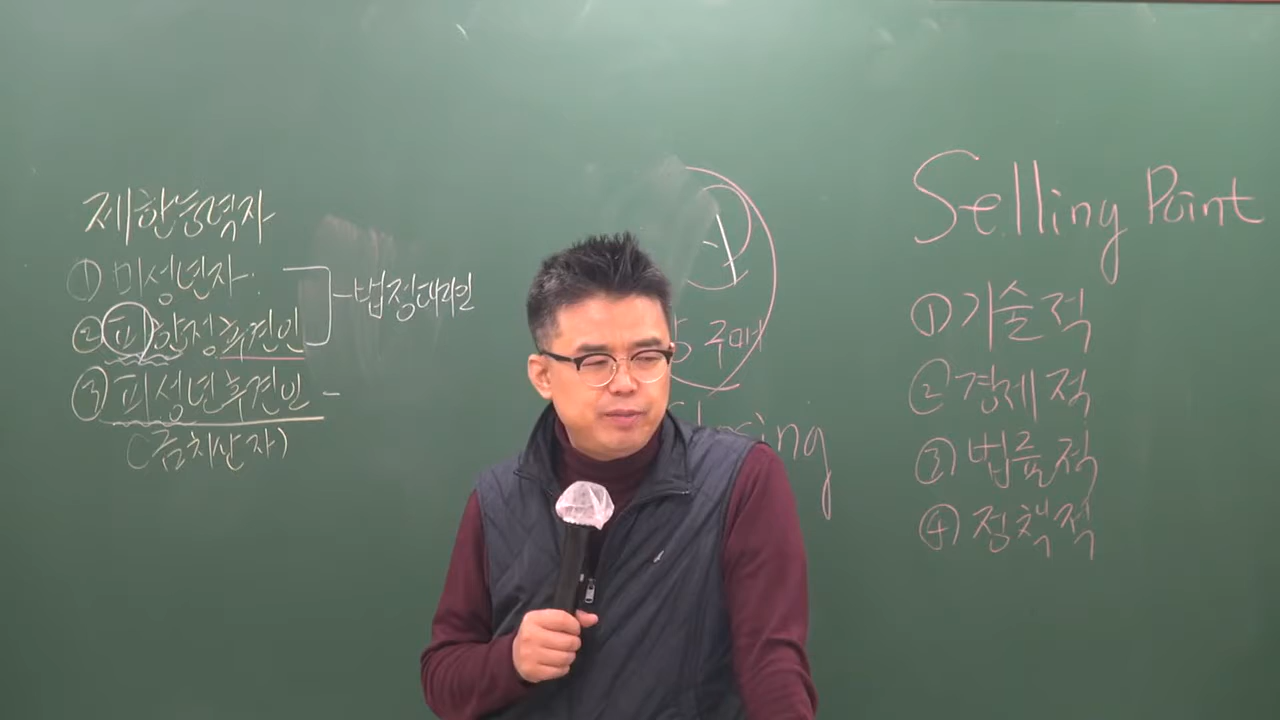 제한능력자
① 미성년자
② 피한정후견인
법정대리인
③ 피성년후견인 -
(금치산자)
Selling Point
① 기술적
② 경제적
③ 법률적
④ 정책적